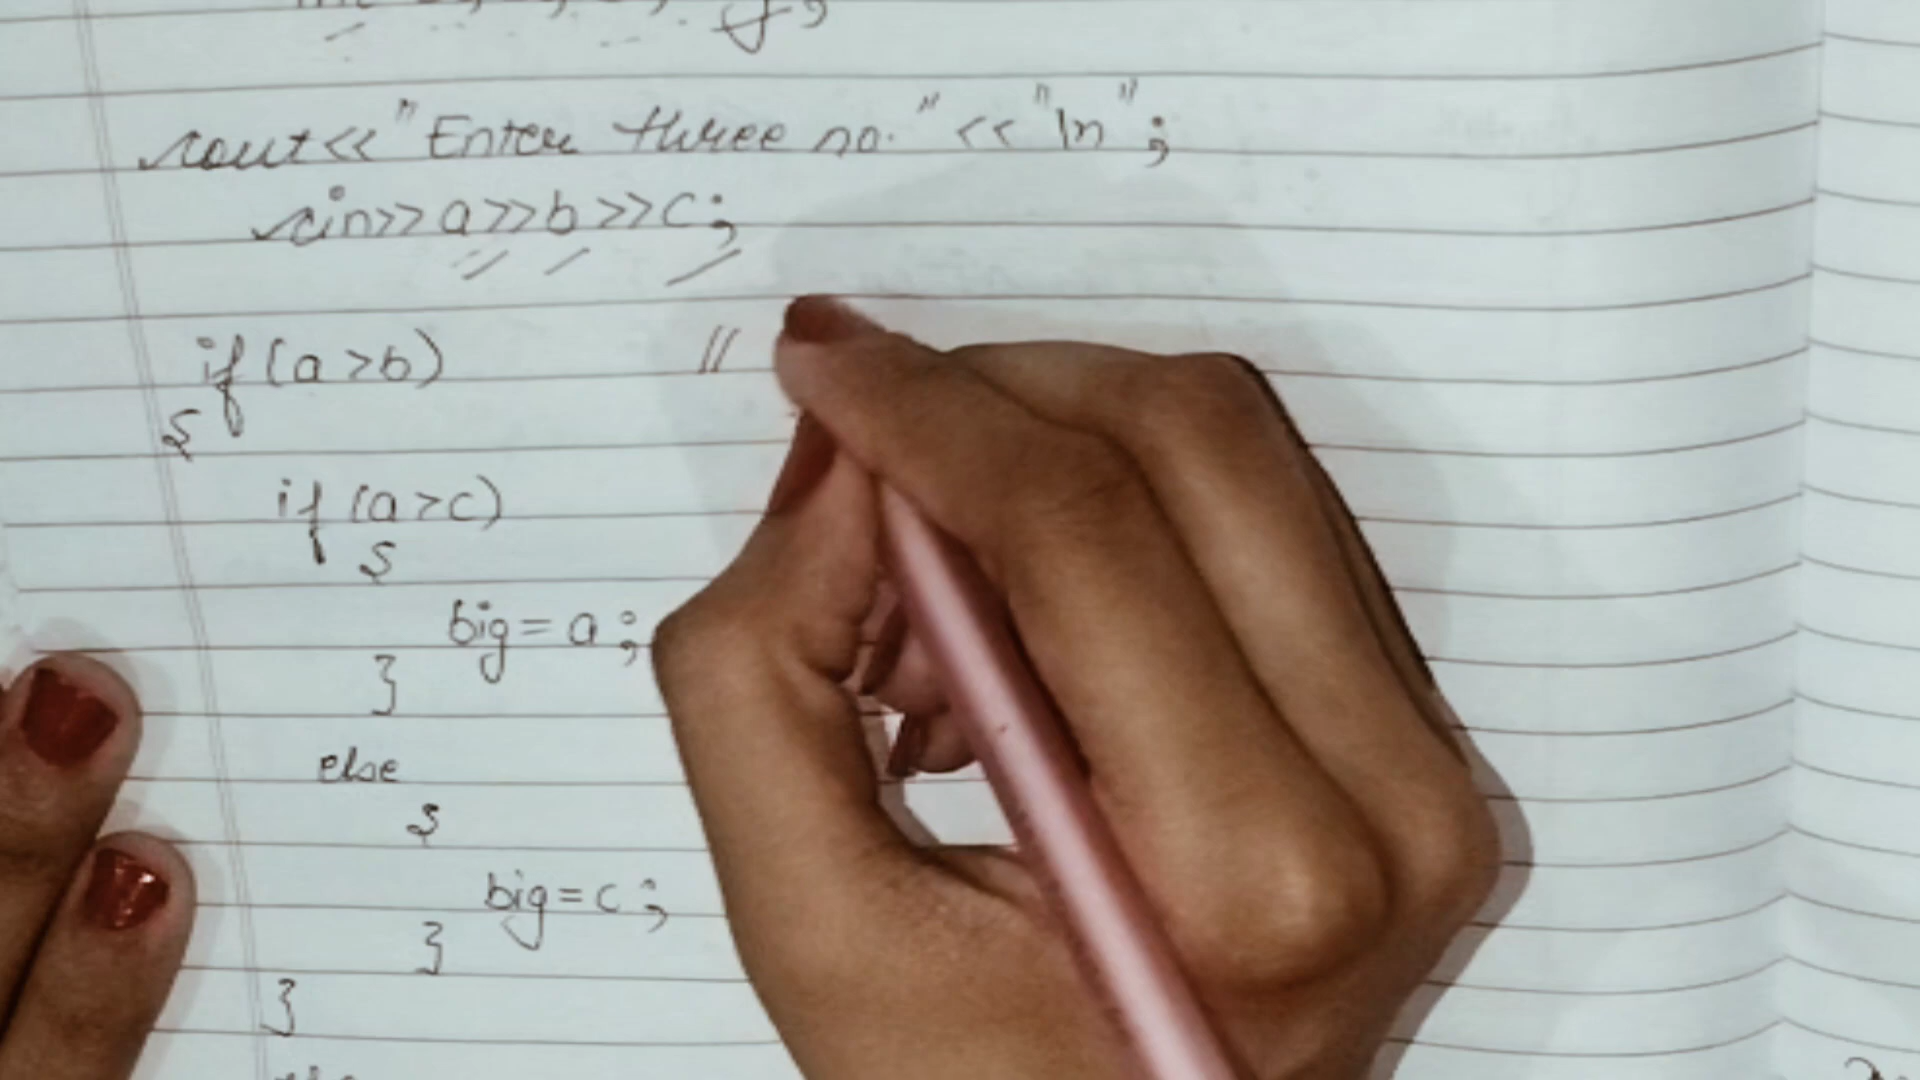 cout<<"Enter three no."<<"\n";
cin>>a>>b>>c;
if (a>b) //
{
if (a>c)
{
big=a;
}
else
{
big=c;
}
}